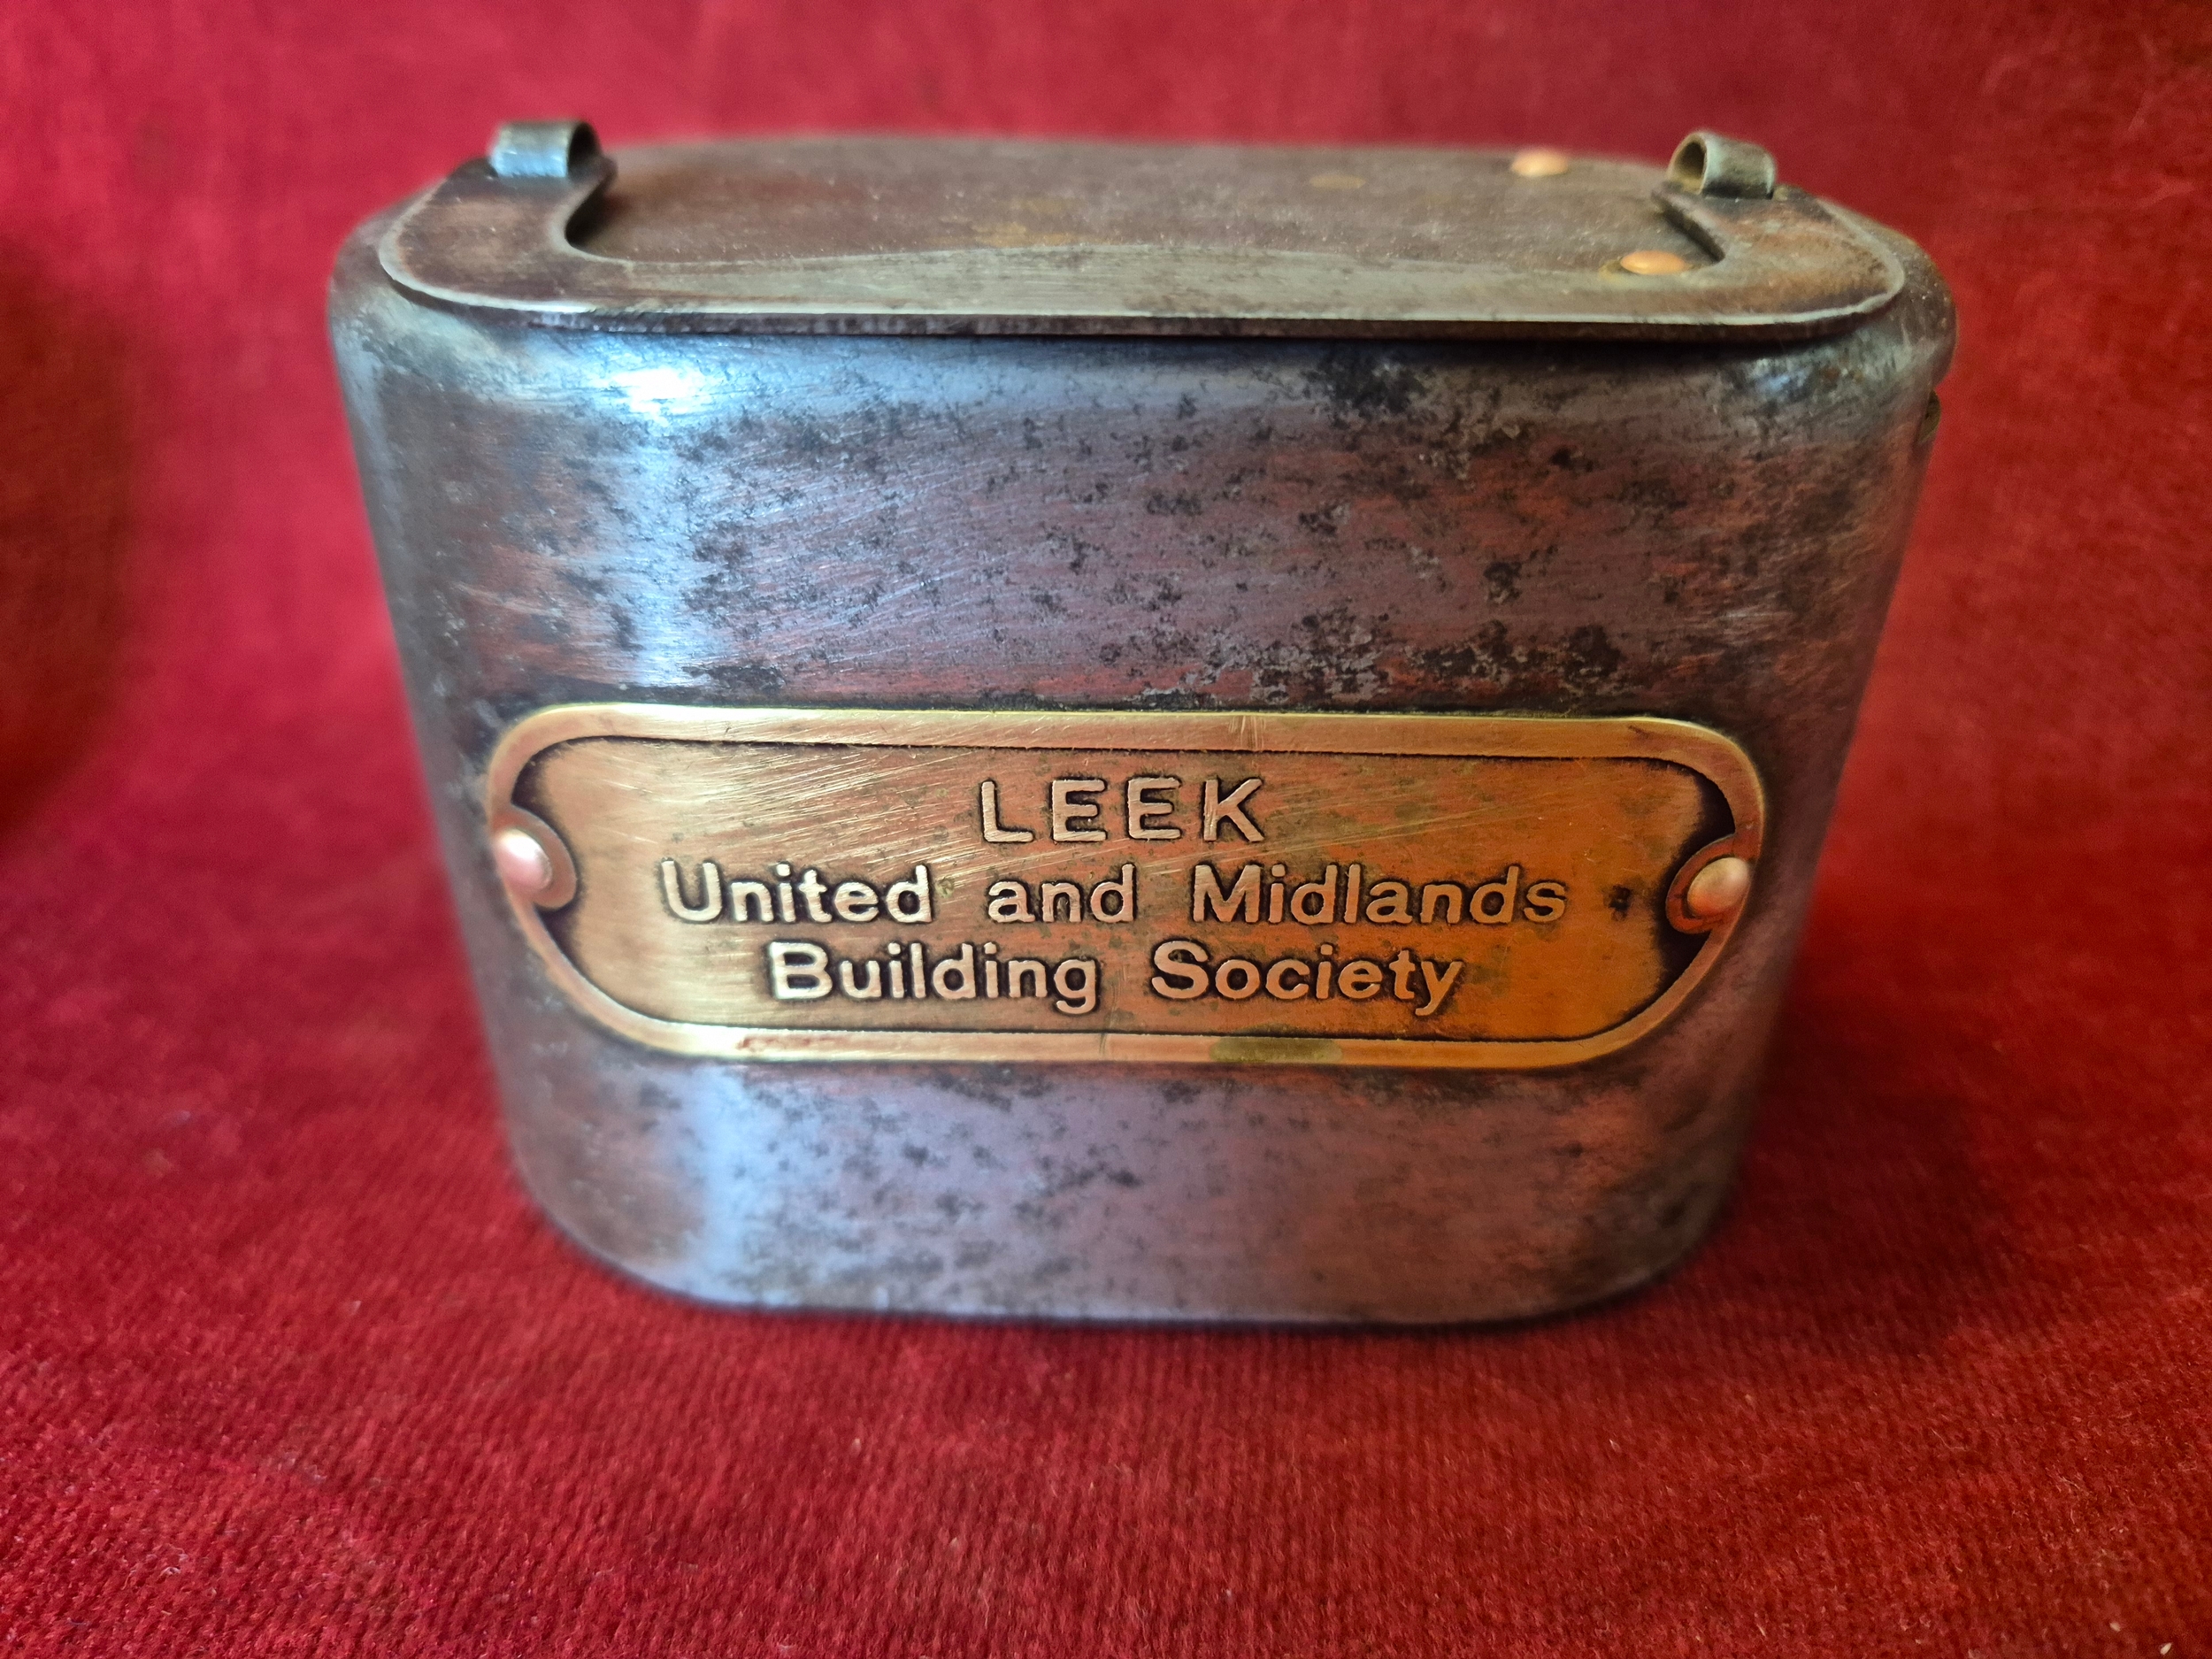 LEEK
United and Midlands
Building Society